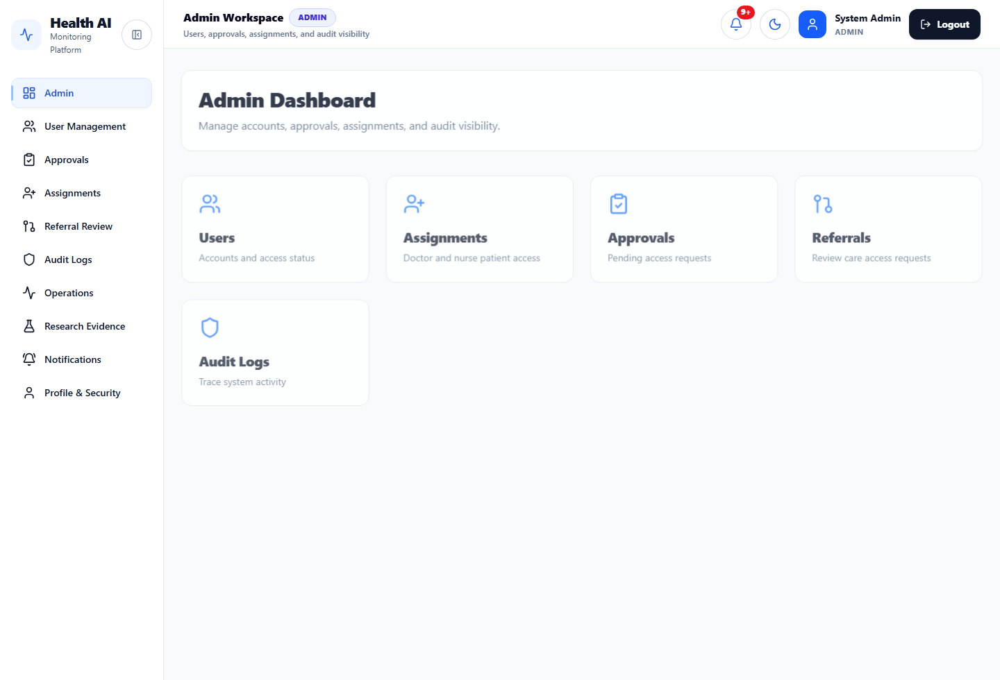 Health AI
Monitoring
Platform
Admin
User Management
Approvals
Assignments
Referral Review
Audit Logs
Operations
Research Evidence
Notifications
Profile & Security
Admin Workspace
ADMIN
Users, approvals, assignments, and audit visibility
9+
System Admin
ADMIN
Logout
Admin Dashboard
Manage accounts, approvals, assignments, and audit visibility.
Users
Accounts and access status
Assignments
Doctor and nurse patient access
Approvals
Pending access requests
Referrals
Review care access requests
Audit Logs
Trace system activity